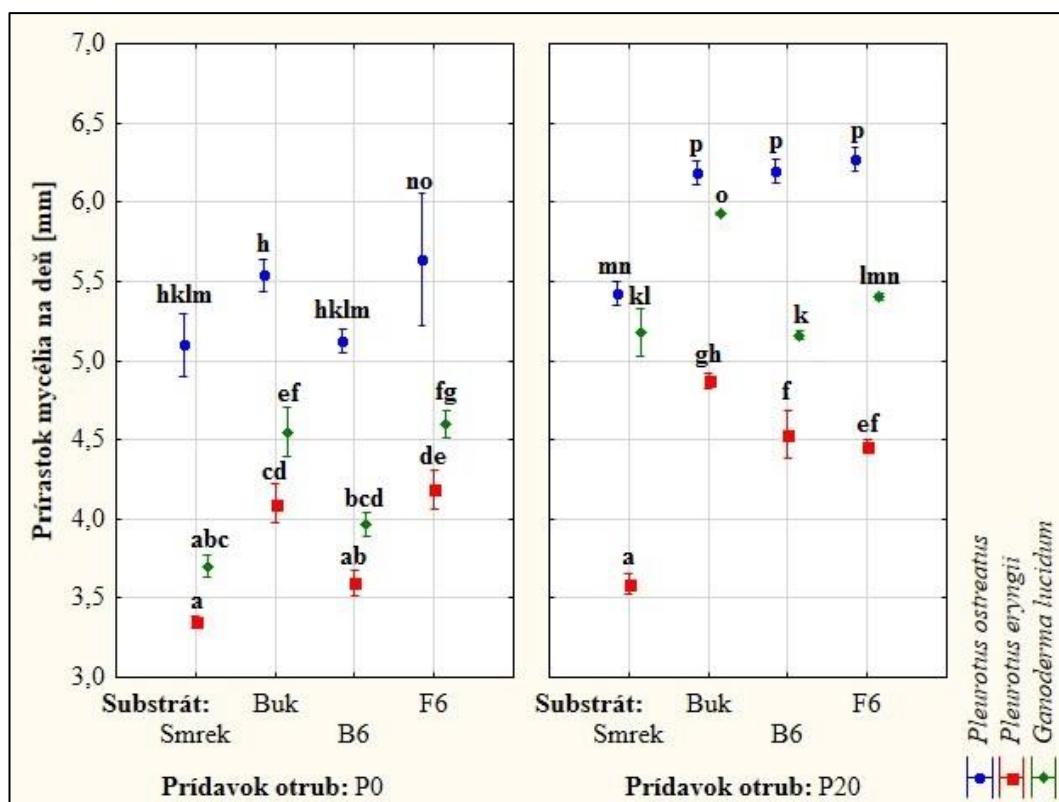 Prírastok mycélia na deň [mm]
7,0
6,5
6,0
5,5
5,0
4,5
4,0
3,5
3,0
hklm
a
abc
h
cd
ef
hklm
ab
bcd
no
de
fg
mn
kl
a
p
o
gh
p
k
f
p
lmn
ef
Substrát: Buk F6
Smrek B6
Prídavok otrub: P0
Substrát: Buk F6
Smrek B6
Prídavok otrub: P20
Pleurotus ostreatus
Pleurotus eryngii
Ganoderma lucidum